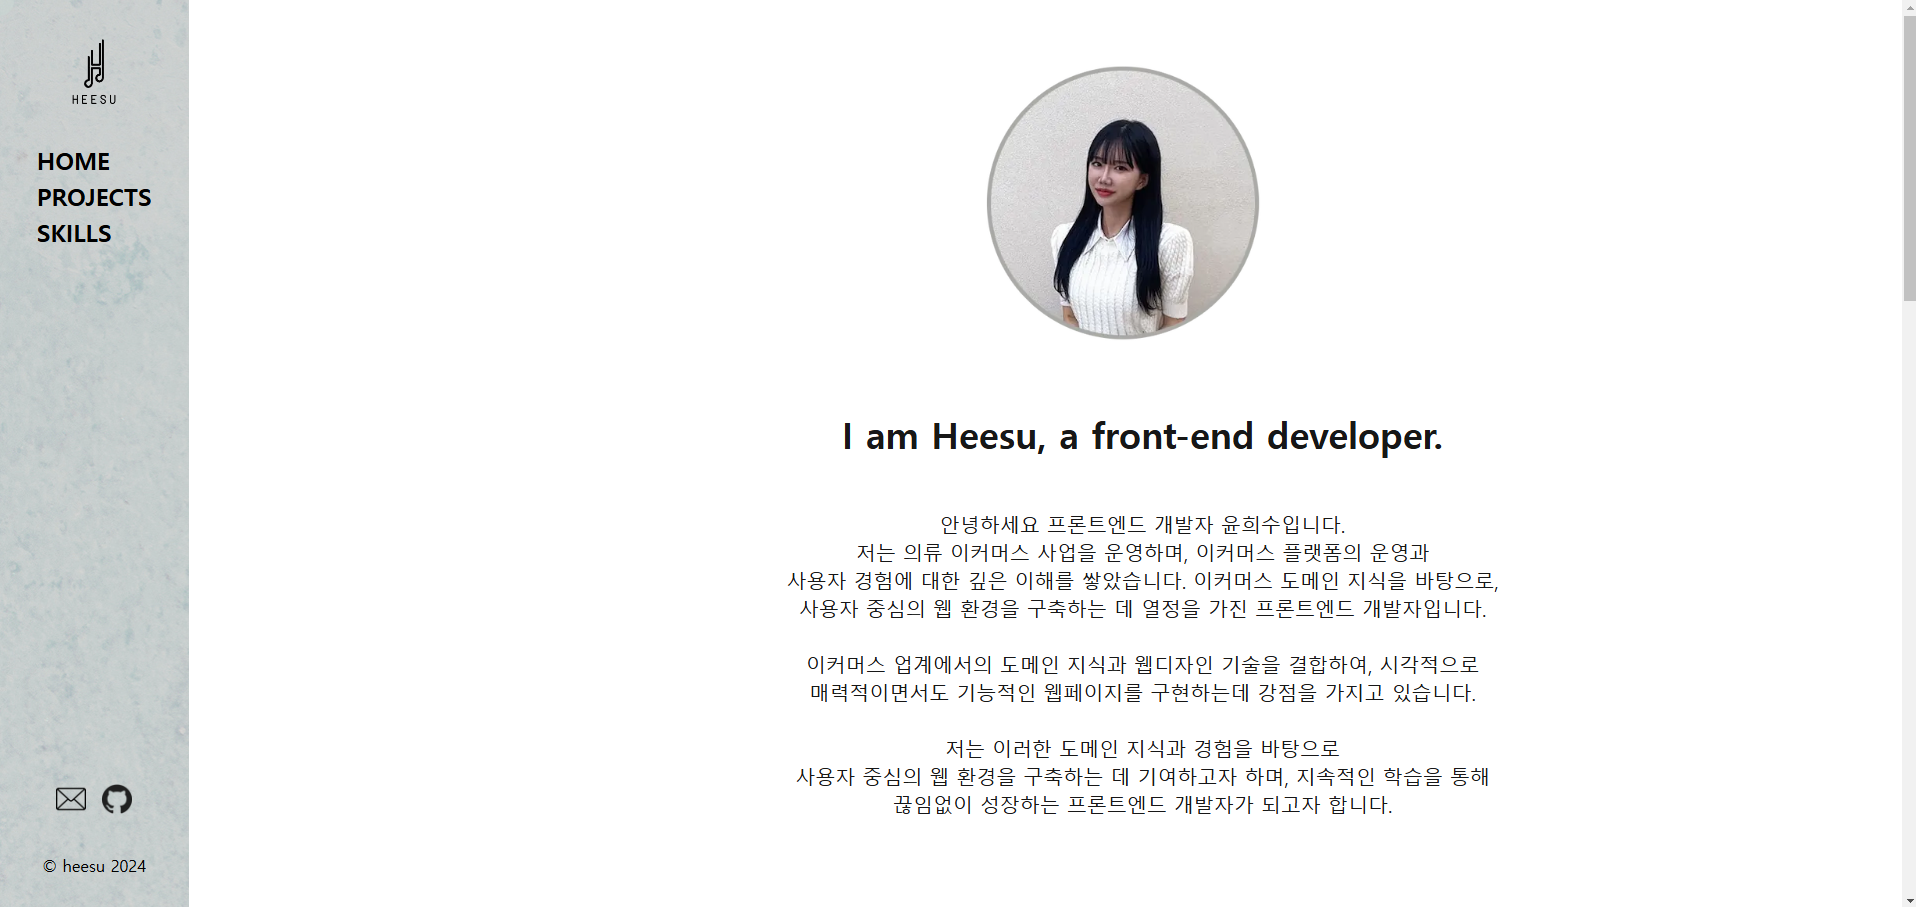 HEESU
HOME
PROJECTS
SKILLS
© heesu 2024
I am Heesu, a front-end developer.
안녕하세요 프론트엔드 개발자 윤희수입니다.
저는 의류 이커머스 사업을 운영하며, 이커머스 플랫폼의 운영과
사용자 경험에 대한 깊은 이해를 쌓았습니다. 이커머스 도메인 지식을 바탕으로,
사용자 중심의 웹 환경을 구축하는 데 열정을 가진 프론트엔드 개발자입니다.
이커머스 업계에서의 도메인 지식과 웹디자인 기술을 결합하여, 시각적으로
매력적이면서도 기능적인 웹페이지를 구현하는데 강점을 가지고 있습니다.
저는 이러한 도메인 지식과 경험을 바탕으로
사용자 중심의 웹 환경을 구축하는 데 기여하고자 하며, 지속적인 학습을 통해
끊임없이 성장하는 프론트엔드 개발자가 되고자 합니다.